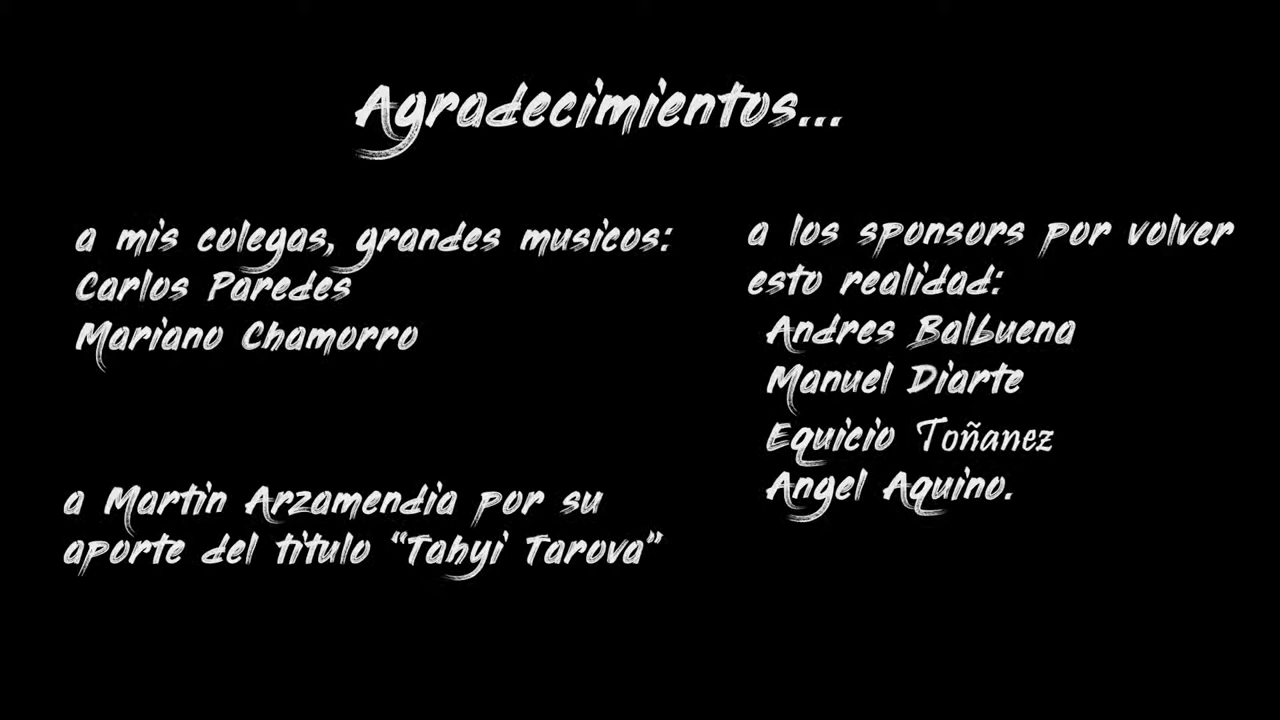 Agradecimientos...
a mis colegas, grandes musicos:
Carlos Paredes
Mariano Chamorro
a Martin Arzamendia por su
aporte del titulo “Tahyi Tarova”
a los sponsors por volver
esto realidad:
Andres Balbuena
Manuel Diarte
Equicio Toñanez
Angel Aquino.